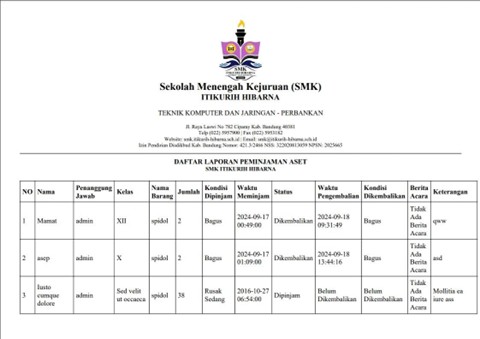 SMK
ITIKURIH HIBARNA
Sekolah Menengah Kejuruan (SMK)
ITIKURIH HIBARNA
TEKNIK KOMPUTER DAN JARINGAN - PERBANKAN
Jl. Raya Laswi No 782 Ciparay Kab. Bandung 40381
Telp (022) 5957900 | Fax (022) 5953142
Website: smk.itikurih-hibarna.sch.id | Email: smk@itikurih-hibarna.sch.id
Isin Pendirian Disdikbud Kab. Bandung Nomor: 421.3/2466 NSS: 322020813059 NPSN: 2025665
DAFTAR LAPORAN PEMINJAMAN ASET
SMK ITIKURIH HIBARNA
NO Nama Penanggung Jawab Kelas Nama Barang Jumlah Kondisi Dipinjam Waktu Meminjam Status Waktu Pengembalian Kondisi Dikembalikan Berita Acara Keterangan
1 Mamat admin XII spidol 2 Bagus 2024-09-17 00:49:00 Dikembalikan 2024-09-18 09:31:49 Bagus Tidak Ada Berita Acara qww
2 asep admin X spidol 2 Bagus 2024-09-17 01:09:00 Dikembalikan 2024-09-18 13:44:16 Bagus Tidak Ada Berita Acara asd
3 Iusto cumque dolore admin Sed velit ut occaeca spidol 38 Rusak Sedang 2016-10-27 06:54:00 Dipinjam Belum Dikembalikan Belum Dikembalikan Tidak Ada Berita Acara Mollitia ea iure ass